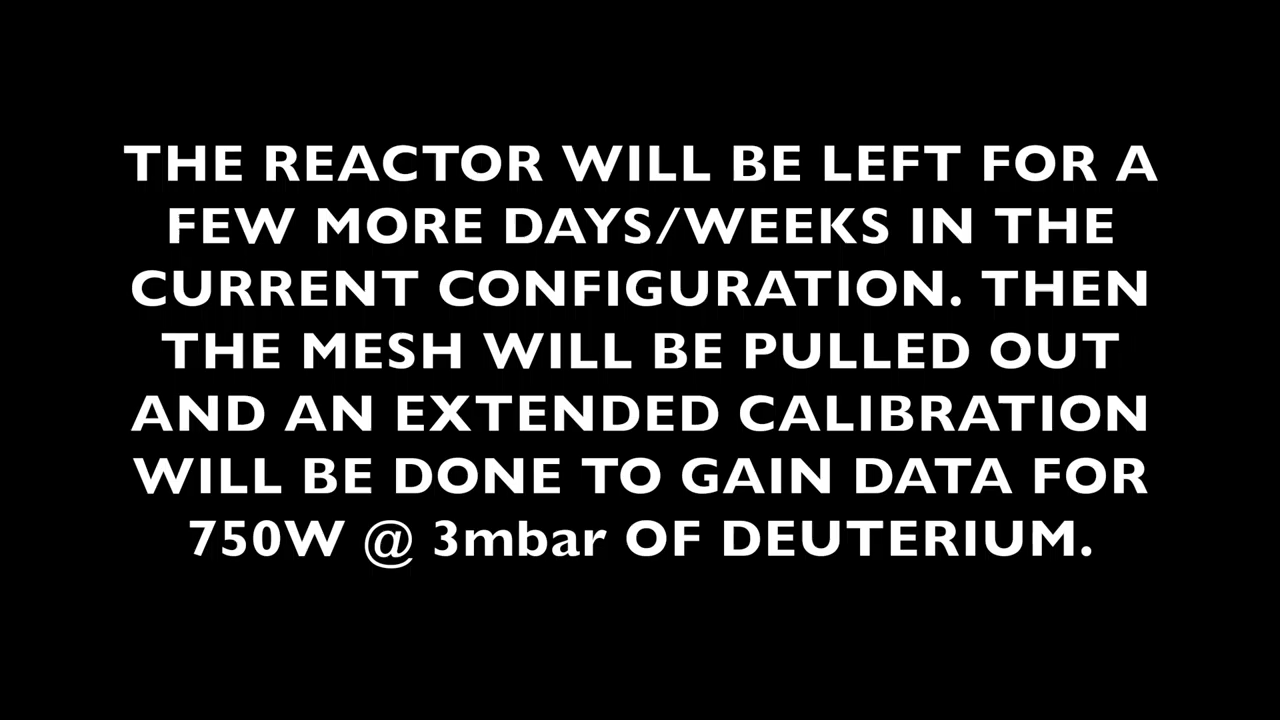 THE REACTOR WILL BE LEFT FOR A
FEW MORE DAYS/WEEKS IN THE
CURRENT CONFIGURATION. THEN
THE MESH WILL BE PULLED OUT
AND AN EXTENDED CALIBRATION
WILL BE DONE TO GAIN DATA FOR
750W @ 3mbar OF DEUTERIUM.